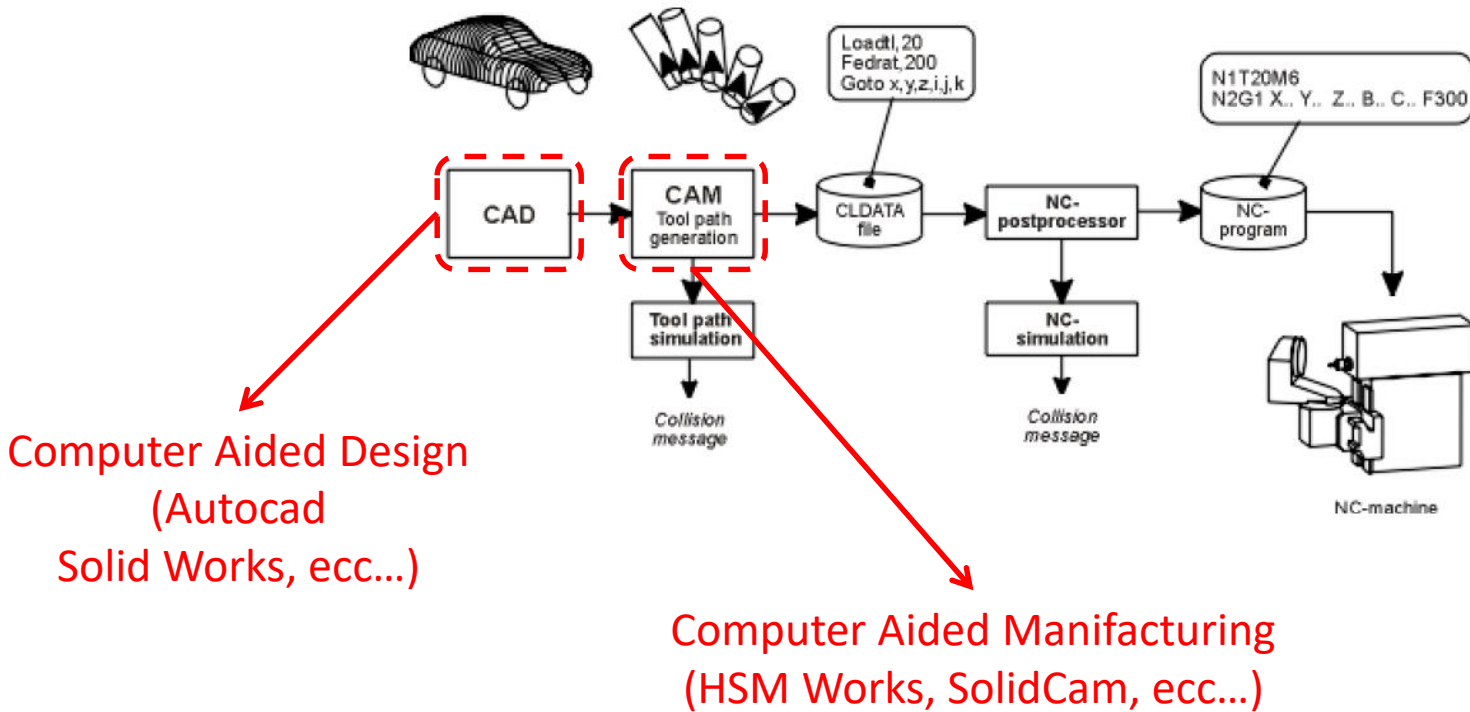 Loadtl,20
Fedrat,200
Goto x,y,z,i,j,k
N1T20M6
N2G1 X.. Y.. Z.. B.. C.. F300
CAD
CAM
Tool path
generation
CLDATA
file
NC-
postprocessor
NC-
program
Tool path
simulation
NC-
simulation
Collision
message
Collision
message
NC-machine
Computer Aided Design
(Autocad
Solid Works, ecc…)
Computer Aided Manifacturing
(HSM Works, SolidCam, ecc…)